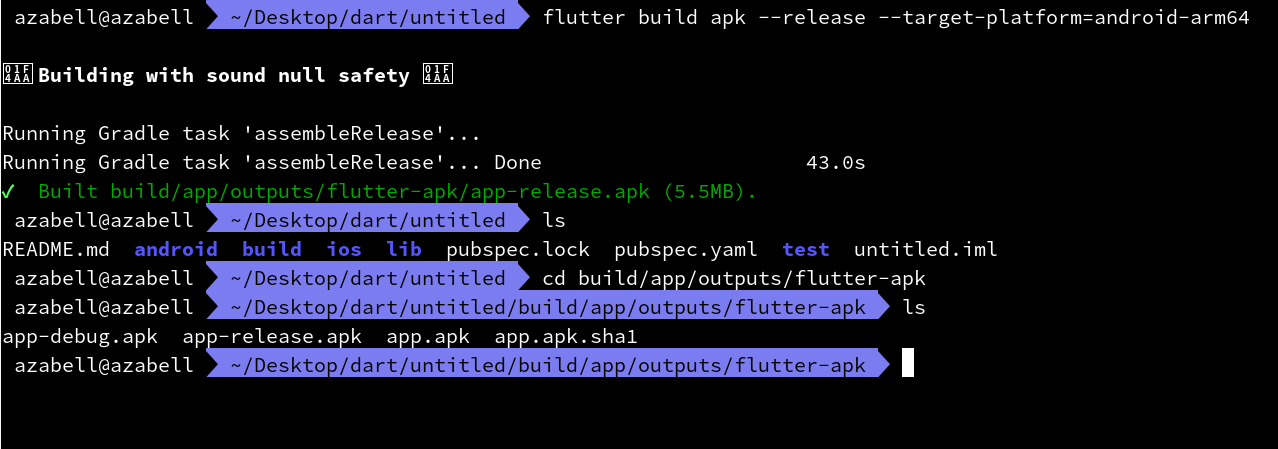 azabell@azabell ~/Desktop/dart/untitled flutter build apk --release --target-platform=android-arm64
01F4AA Building with sound null safety 01F4AA
Running Gradle task 'assembleRelease'...
Running Gradle task 'assembleRelease'... Done 43.0s
✓ Built build/app/outputs/flutter-apk/app-release.apk (5.5MB).
azabell@azabell ~/Desktop/dart/untitled ls
README.md android build ios lib pubspec.lock pubspec.yaml test untitled.iml
azabell@azabell ~/Desktop/dart/untitled cd build/app/outputs/flutter-apk
azabell@azabell ~/Desktop/dart/untitled/build/app/outputs/flutter-apk ls
app-debug.apk app-release.apk app.apk app.apk.sha1
azabell@azabell ~/Desktop/dart/untitled/build/app/outputs/flutter-apk